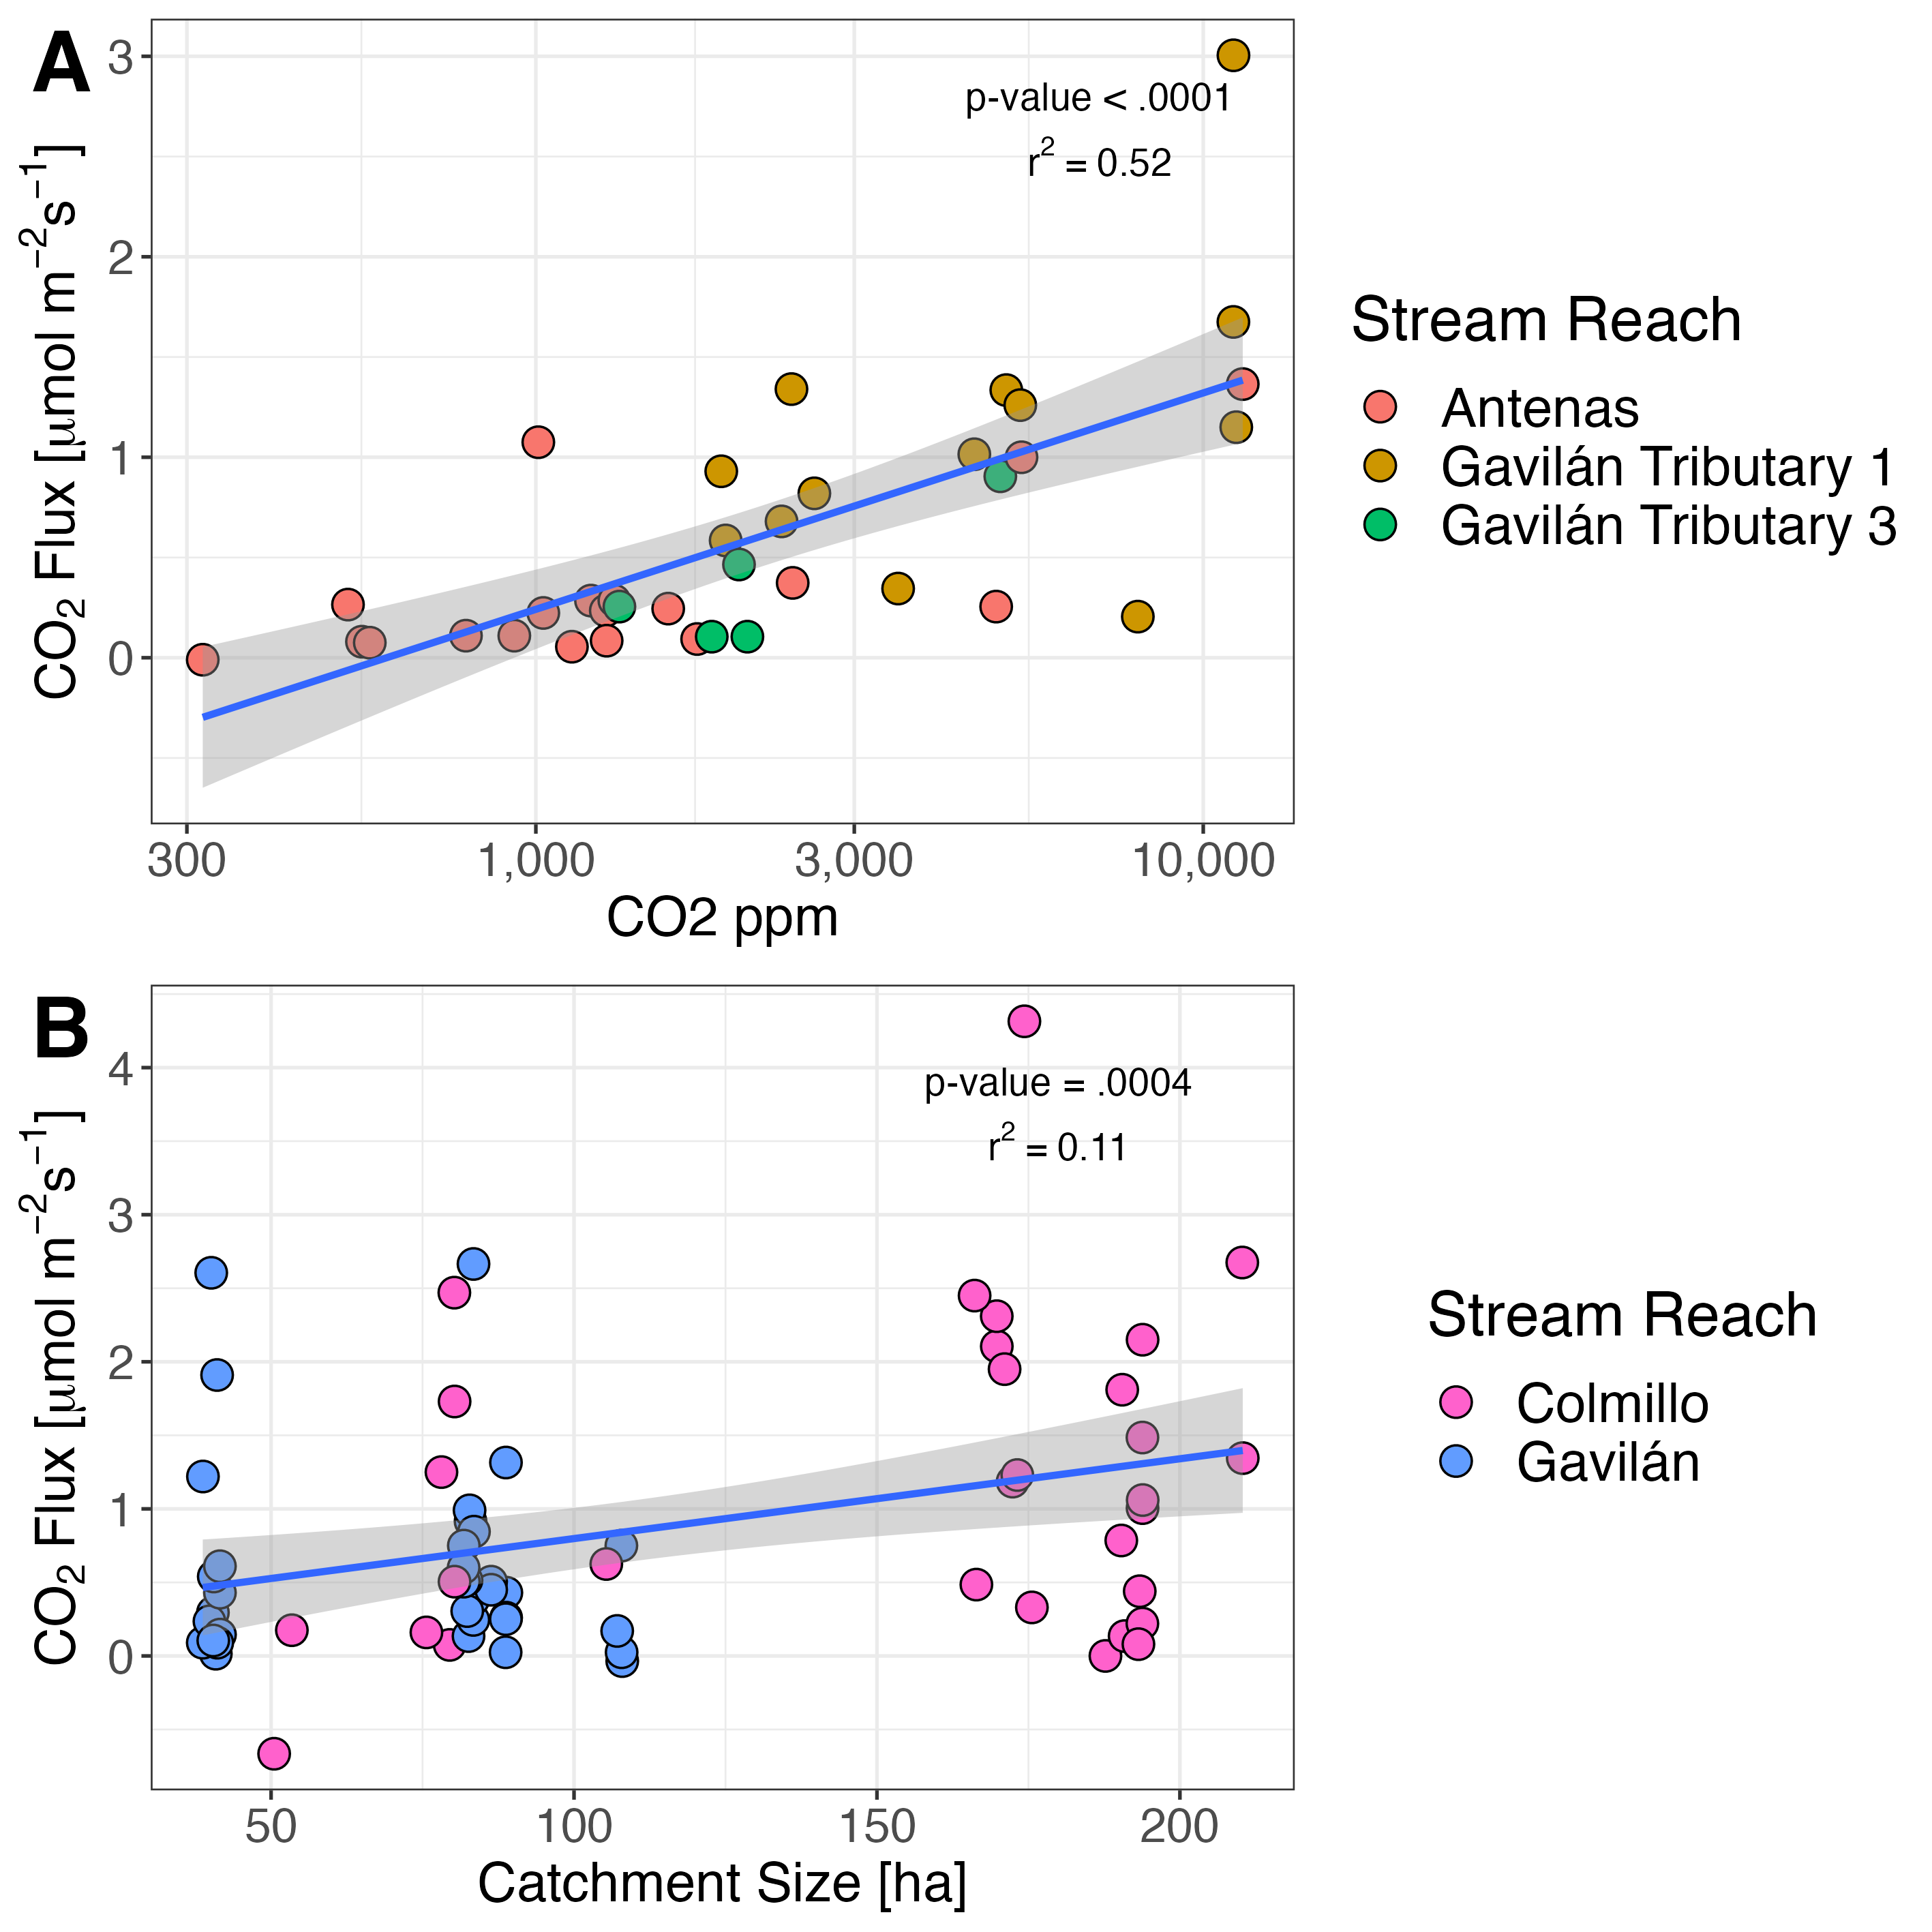 A
3
2
1
0
CO₂ Flux [μmol m⁻²s⁻¹]
p-value < .0001
r² = 0.52
300
1,000
3,000
10,000
CO2 ppm
Stream Reach
Antenas
Gavilán Tributary 1
Gavilán Tributary 3
B
4
3
2
1
0
CO₂ Flux [μmol m⁻²s⁻¹]
p-value = .0004
r² = 0.11
50
100
150
200
Catchment Size [ha]
Stream Reach
Colmillo
Gavilán